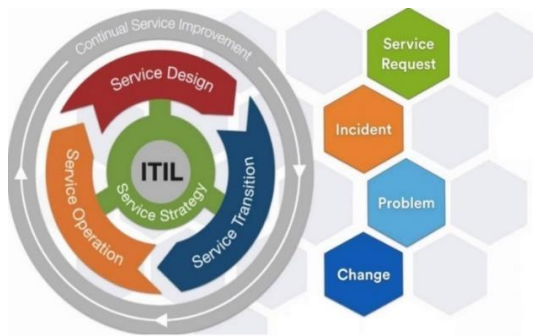 Continual Service Improvement
Service Design
ITIL
Service Strategy
Service Operation
Service Transition
Service
Request
Incident
Problem
Change